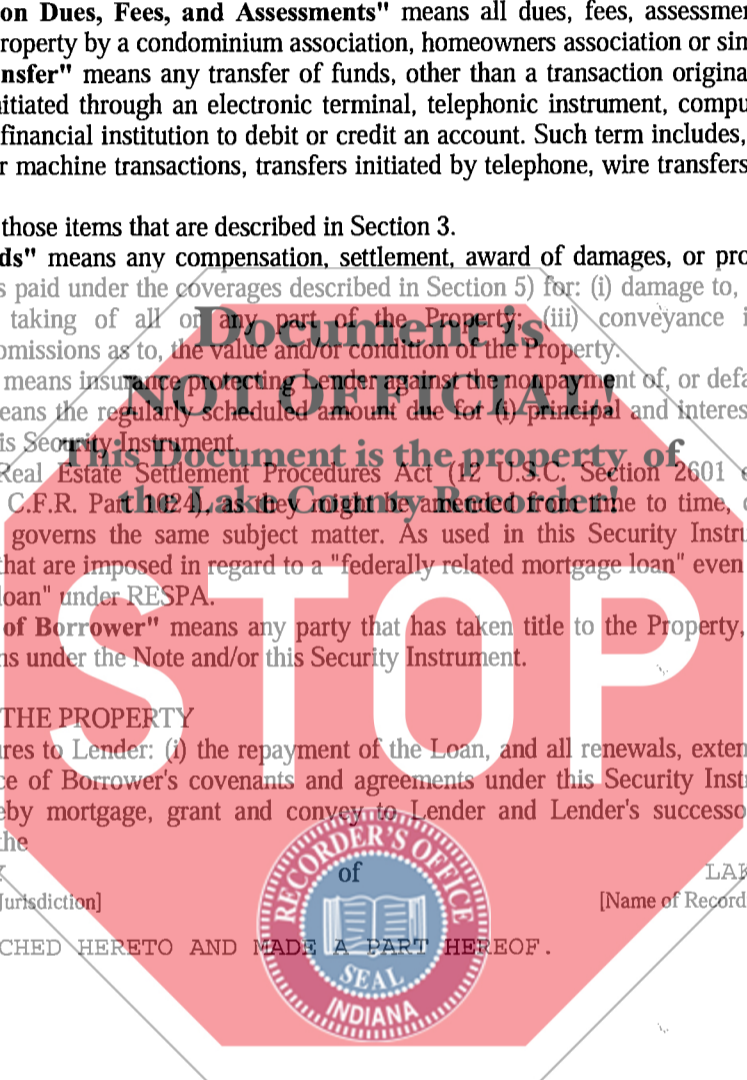 on Dues, Fees, and Assessments" means all dues, fees, assessmen
roperty by a condominium association, homeowners association or sim
nsfer" means any transfer of funds, other than a transaction origina
nitiated through an electronic terminal, telephonic instrument, compu
financial institution to debit or credit an account. Such term includes,
r machine transactions, transfers initiated by telephone, wire transfers
those items that are described in Section 3.
ds" means any compensation, settlement, award of damages, or pro
s paid under the coverages described in Section 5) for: (i) damage to,
taking of all or any part of the Property; (iii) conveyance i
omissions as to, the value and/or condition of the Property.
means insurance protecting Lender against the nonpayment of, or defa
eans the regularly scheduled amount due for (i) principal and interes
is Security Instrument.
Real Estate Settlement Procedures Act (12 U.S.C. Section 2601 e
C.F.R. Part 1024), as they might be amended from time to time,
governs the same subject matter. As used in this Security Instru
hat are imposed in regard to a "federally related mortgage loan" even
loan" under RESPA.
of Borrower" means any party that has taken title to the Property,
ns under the Note and/or this Security Instrument.
THE PROPERTY
res to Lender: (i) the repayment of the Loan, and all renewals, exten
ce of Borrower's covenants and agreements under this Security Inst
eby mortgage, grant and convey to Lender and Lender's successo
the
of LAK
Jurisdiction] [Name of Record
CHED HERETO AND MADE A PART HEREOF.
Document is
NOT OFFICIAL!
This Document is the property of
the Lake County Recorder!
STOP
RECORDER'S OFFICE
SEAL
INDIANA